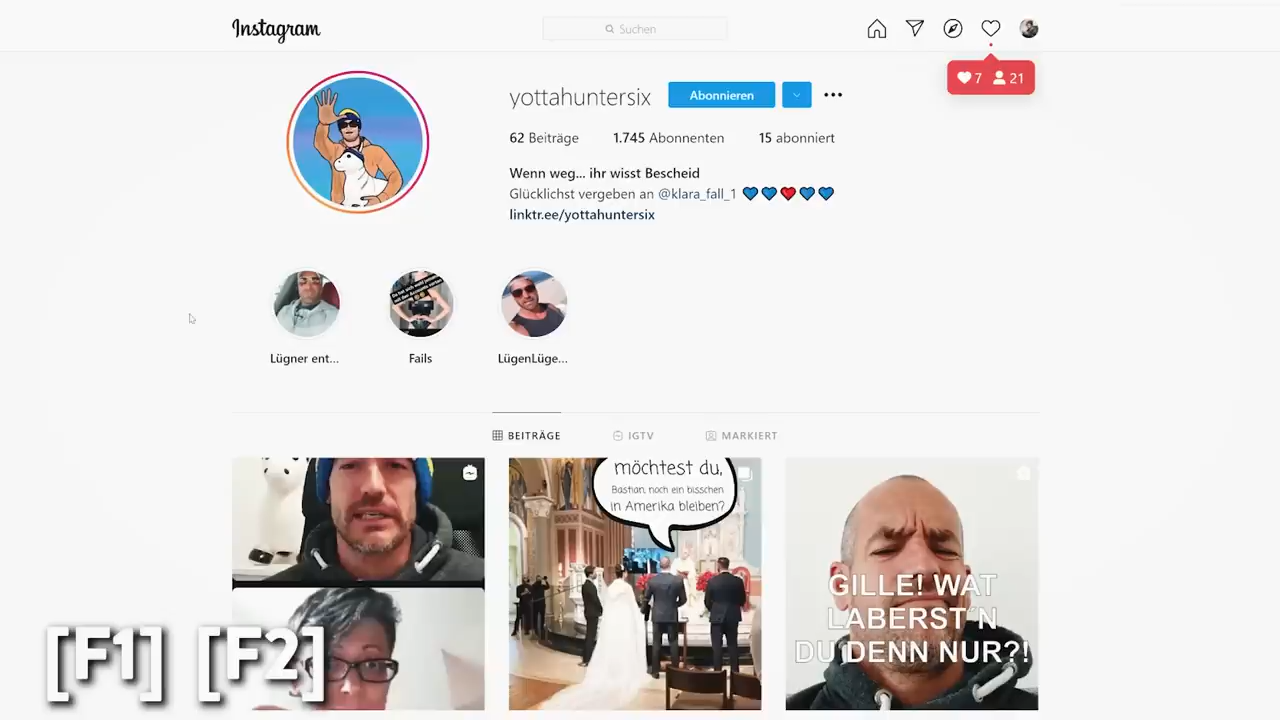 Instagram
Suchen
7 21
yottahuntersix Abonnieren
62 Beiträge 1.745 Abonnenten 15 abonniert
Wenn weg... ihr wisst Bescheid
Glücklichst vergeben an @klara_fall_1
linktr.ee/yottahuntersix
Lügner ent... Fails LügenLüge...
BEITRÄGE IGTV MARKIERT
möchtest du,
Bastian, noch ein bisschen
in Amerika bleiben?
GILLE! WAT
LABERST´N
DU DENN NUR?!
[F1] [F2]